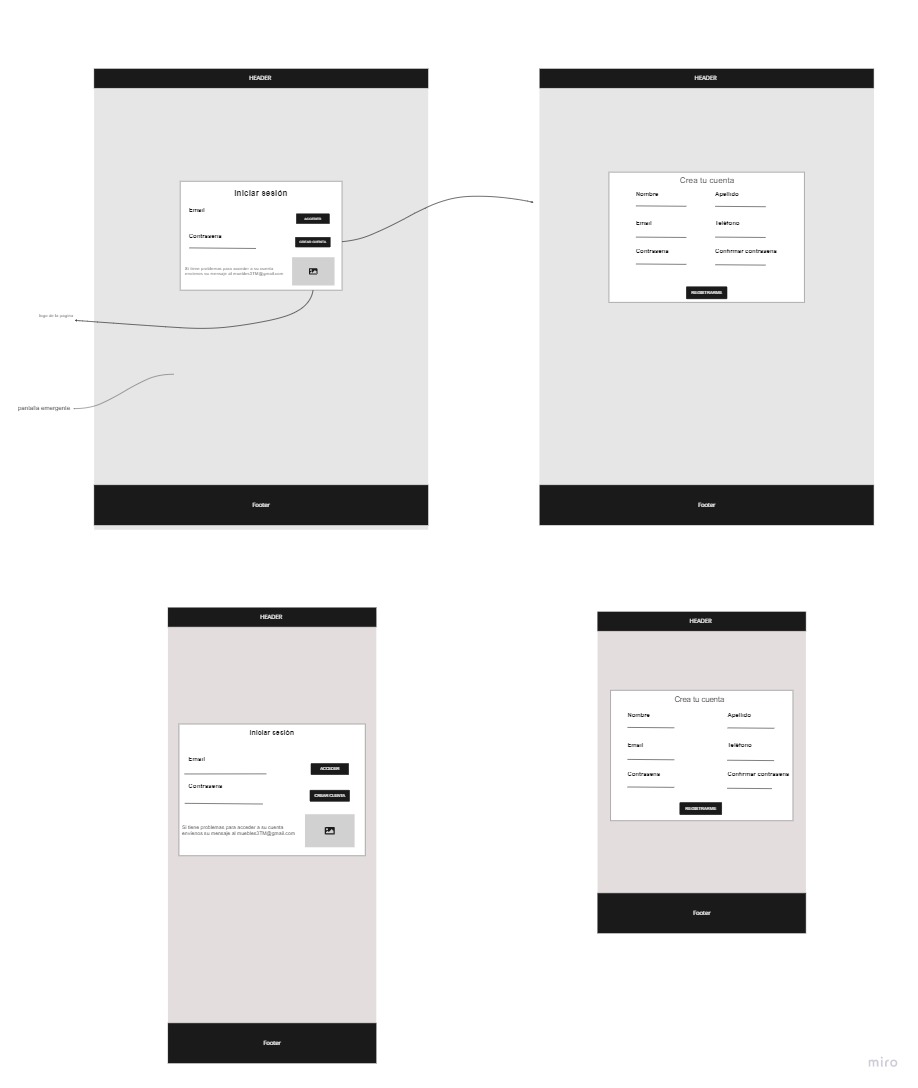 HEADER
Iniciar sesión
Email
ACCEDER
Contraseña
CREAR CUENTA
Si tiene problemas para acceder a su cuenta
envienos su mensaje al muebles3TM@gmail.com
logo de la pagina
pantalla emergente
Footer
HEADER
Crea tu cuenta
Nombre
Apellido
Email
Teléfono
Contraseña
Confirmar contraseña
REGISTRARME
Footer
HEADER
Iniciar sesión
Email
ACCEDER
Contraseña
CREAR CUENTA
Si tiene problemas para acceder a su cuenta
envienos su mensaje al muebles3TM@gmail.com
Footer
HEADER
Crea tu cuenta
Nombre
Apellido
Email
Teléfono
Contraseña
Confirmar contraseña
REGISTRARME
Footer
miro